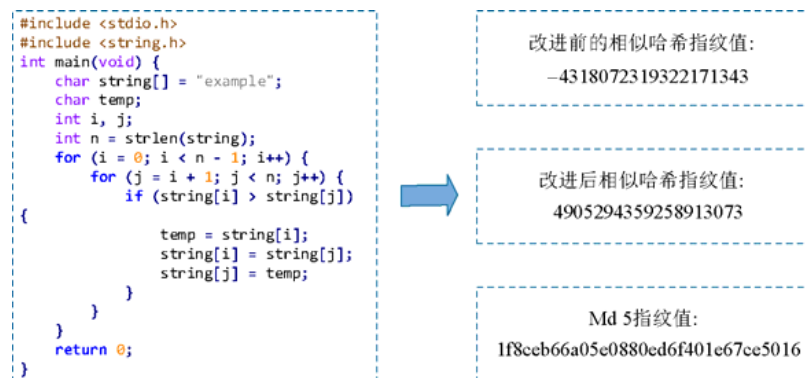 #include <stdio.h>
#include <string.h>
int main(void) {
    char string[] = "example";
    char temp;
    int i, j;
    int n = strlen(string);
    for (i = 0; i < n - 1; i++) {
        for (j = i + 1; j < n; j++) {
            if (string[i] > string[j])
{
                temp = string[i];
                string[i] = string[j];
                string[j] = temp;
            }
        }
    }
    return 0;
}
改进前的相似哈希指纹值:
−4318072319322171343
改进后相似哈希指纹值:
4905294359258913073
Md 5指纹值:
1f8ceb66a05e0880ed6f401e67ce5016